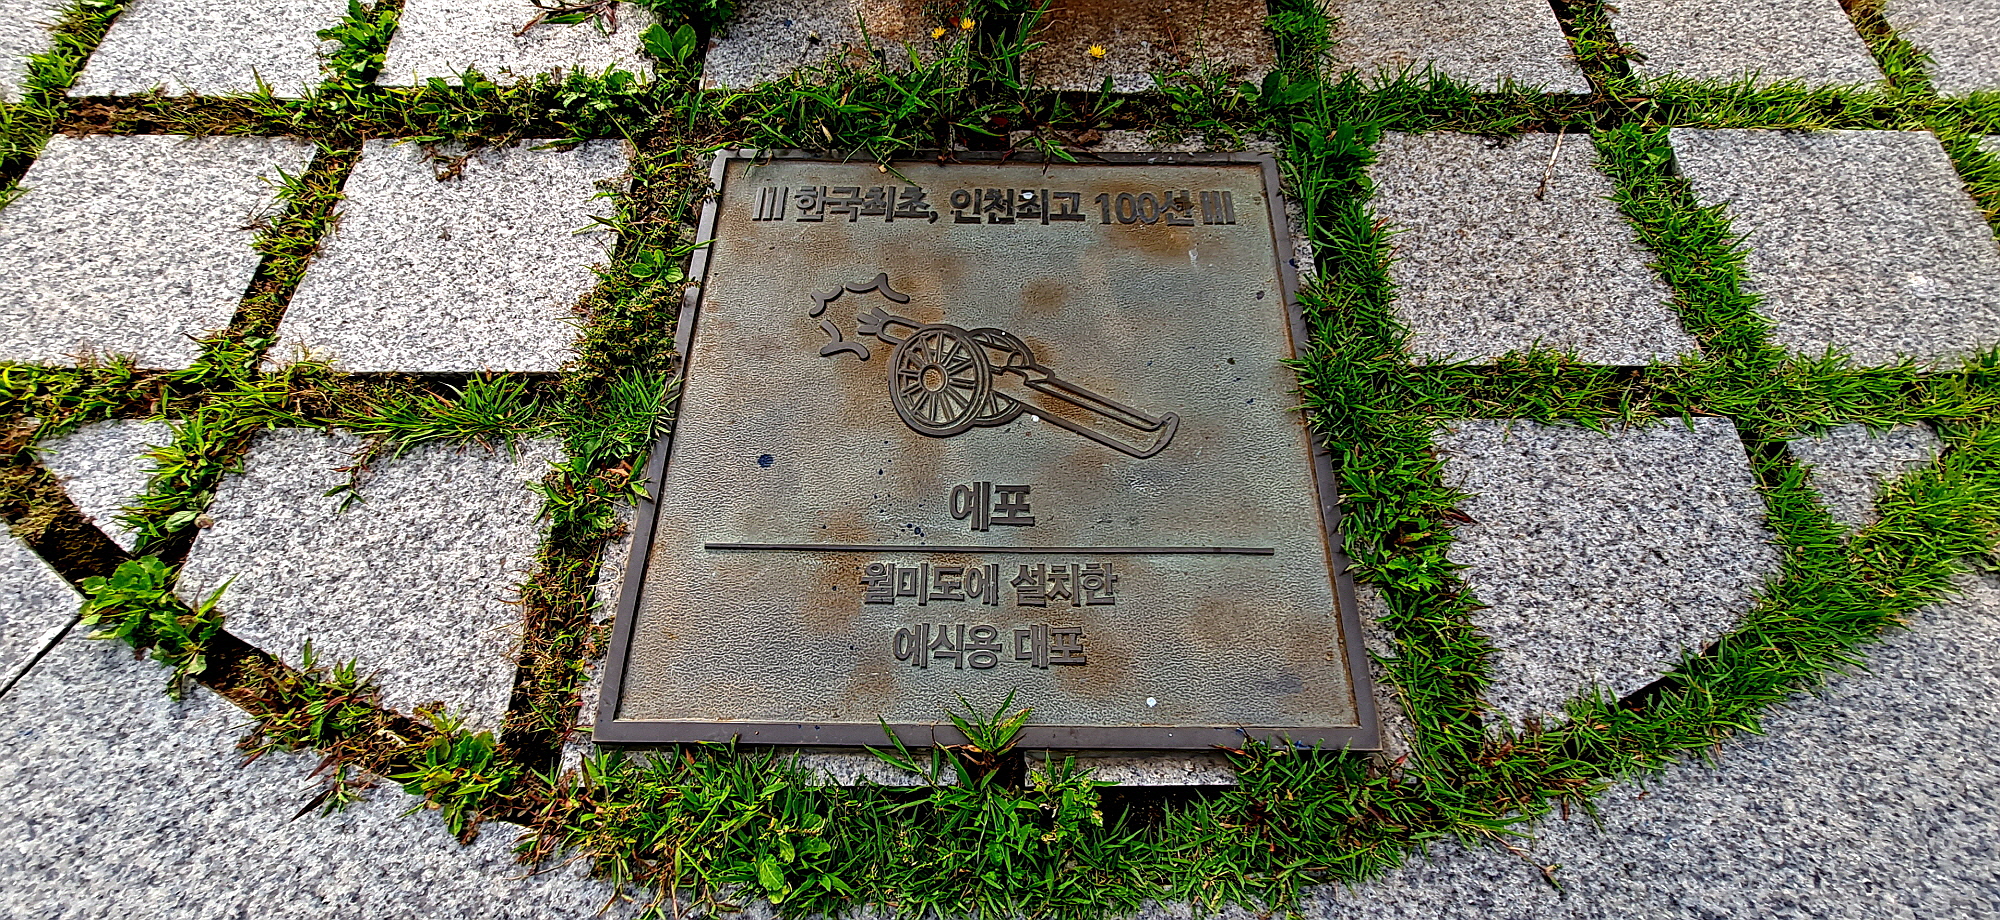 한국최초, 인천최고 100선
예포
월미도에 설치한
예식용 대포